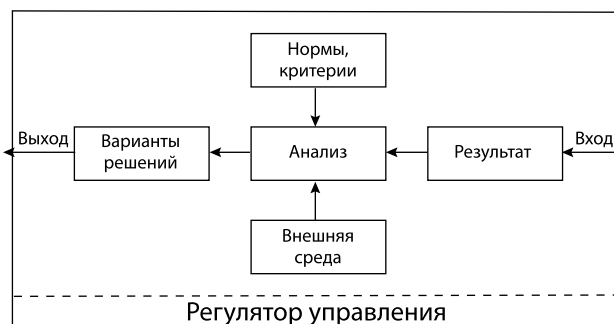 Нормы,
критерии
Выход
Варианты
решений
Анализ
Результат
Вход
Внешняя
среда
Регулятор управления